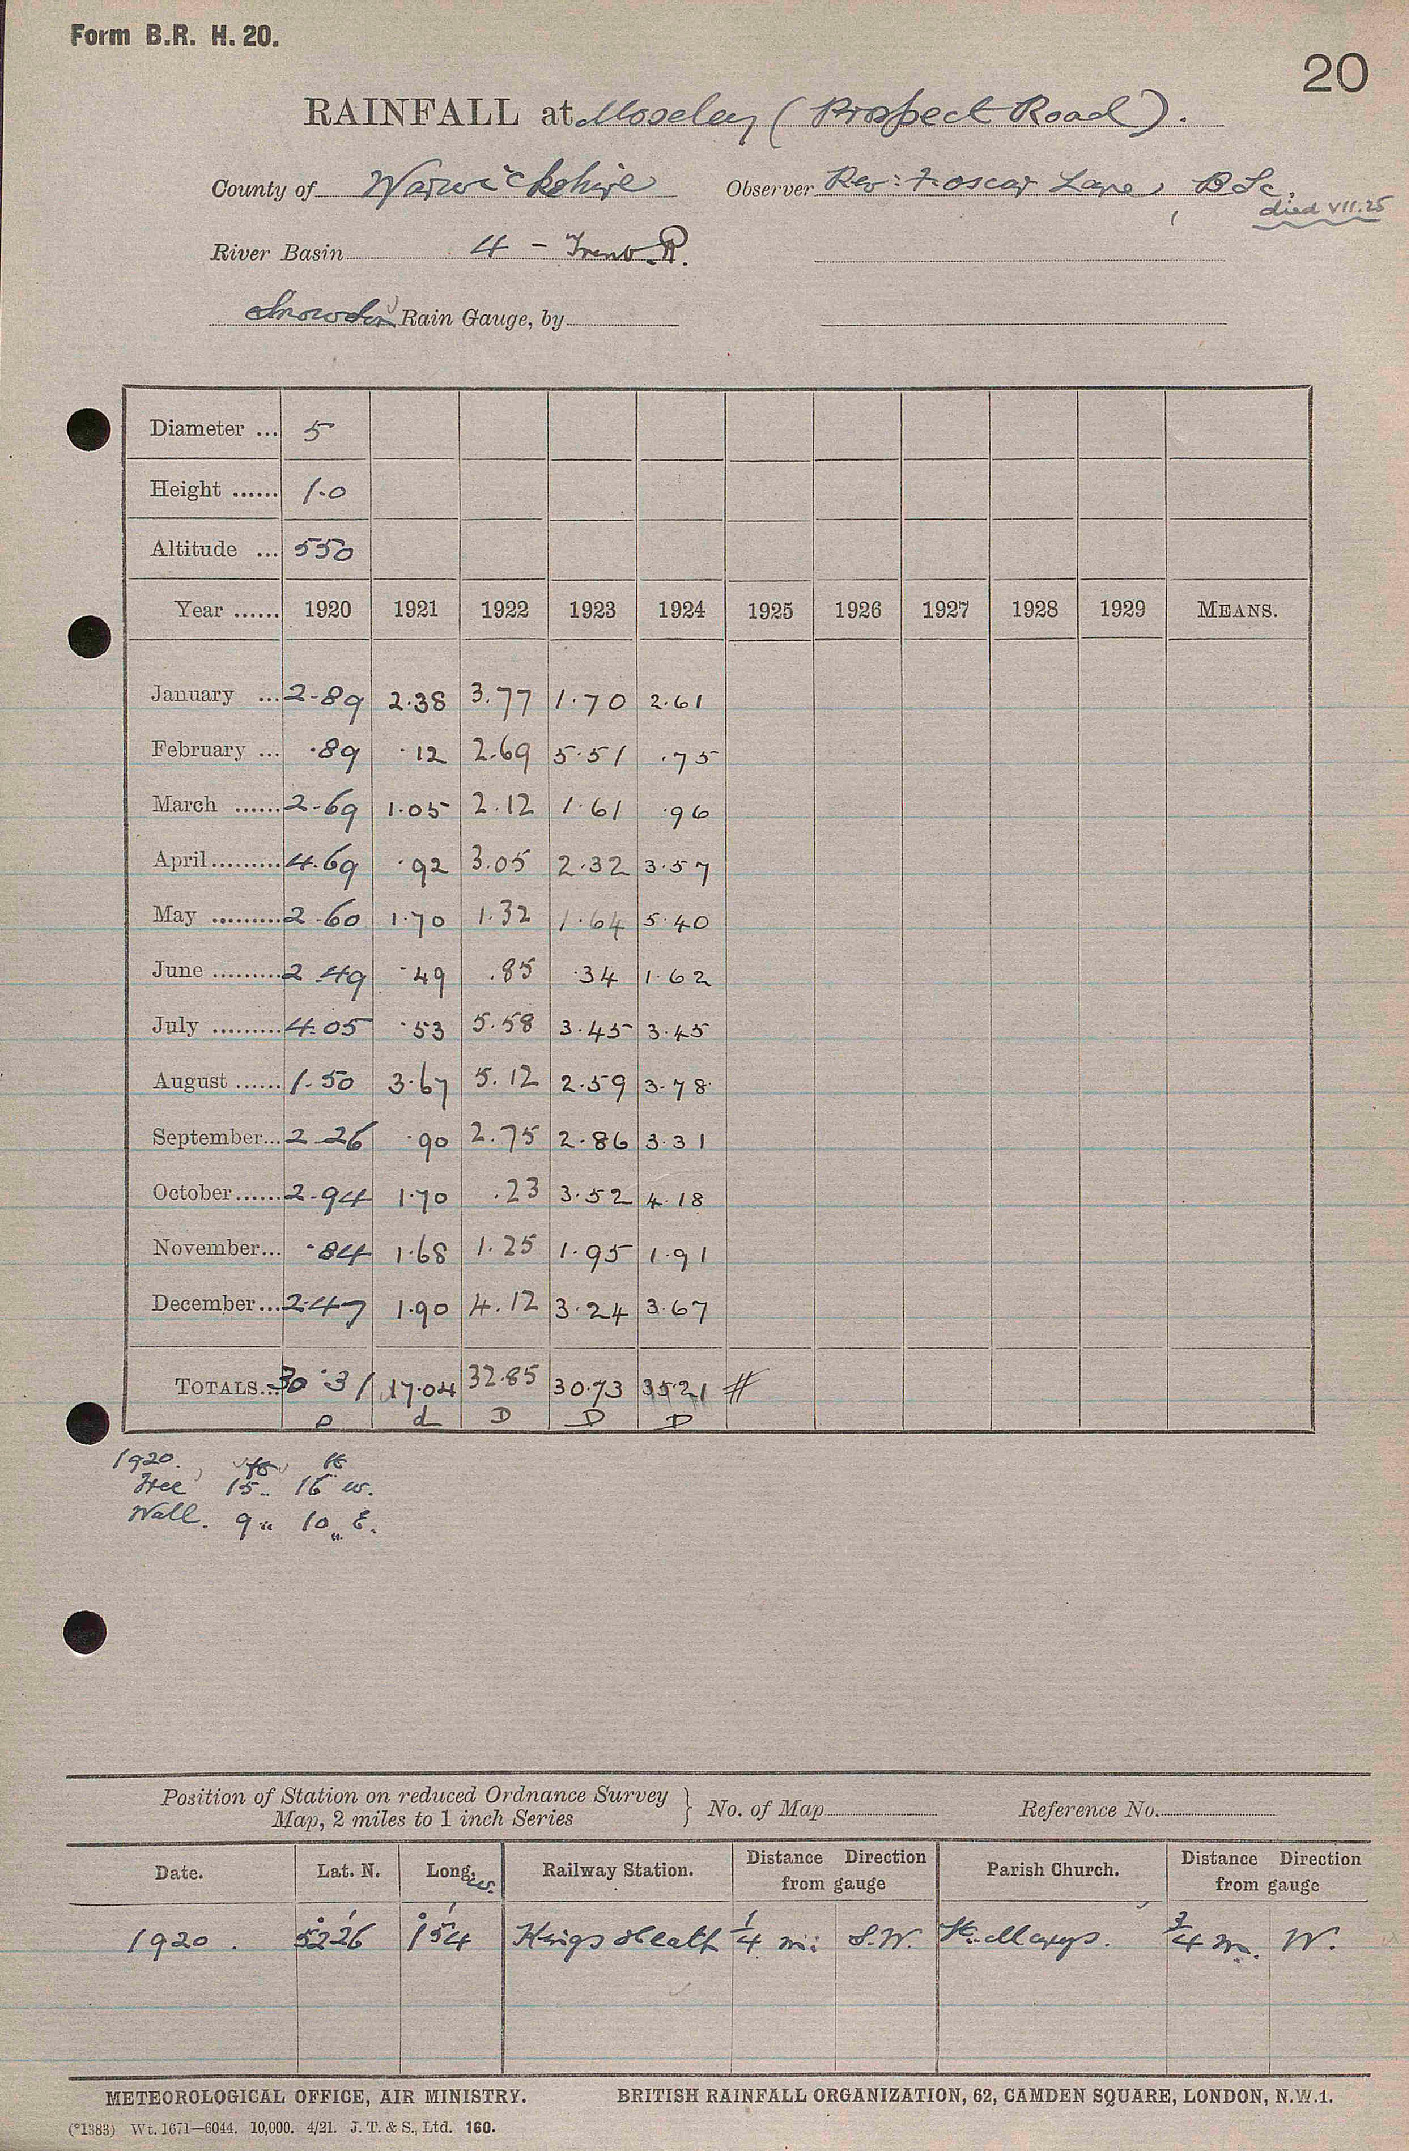 Form B.R. H. 20.
20
RAINFALL at Moseley (Prospect Road).
County of Warwickshire Observer Rev: F. Oscar Lane, B Sc.
died VII.25
River Basin 4 - Trent R.
Snowdon Rain Gauge, by
Diameter ... 5
Height ...... 1.0
Altitude ... 550
Year ...... 1920 1921 1922 1923 1924 1925 1926 1927 1928 1929 MEANS.
January ... 2.89 2.38 3.77 1.70 2.61
February ... .89 .12 2.69 5.51 .75
March ...... 2.69 1.05 2.12 1.61 .96
April ......... 4.69 .92 3.05 2.32 3.57
May ......... 2.60 1.70 1.32 1.64 5.40
June ......... 2.49 .49 .85 .34 1.62
July ......... 4.05 .53 5.58 3.45 3.45
August ...... 1.50 3.67 5.12 2.59 3.78
September... 2.26 .90 2.75 2.86 3.31
October...... 2.94 1.70 .23 3.52 4.18
November... .84 1.68 1.25 1.95 1.91
December... 2.47 1.90 4.12 3.24 3.67
TOTALS... 30.31 17.04 32.85 30.73 35.21 #
D d D D D
1920. ft ft
Tree 15 " 16 W.
Wall. 9 " 10 " E.
Position of Station on reduced Ordnance Survey
Map, 2 miles to 1 inch Series } No. of Map Reference No.
Date. Lat. N. Long. W. Railway Station. Distance Direction from gauge Parish Church. Distance Direction from gauge
1920. 52° 26' 1° 54' Kings Heath 1/4 mi: S.W. St. Marys. 3/4 m. W.
METEOROLOGICAL OFFICE, AIR MINISTRY. BRITISH RAINFALL ORGANIZATION, 62, CAMDEN SQUARE, LONDON, N.W.1.
(*1383) Wt. 1671—6044. 10,000. 4/21. J. T. & S., Ltd. 160.